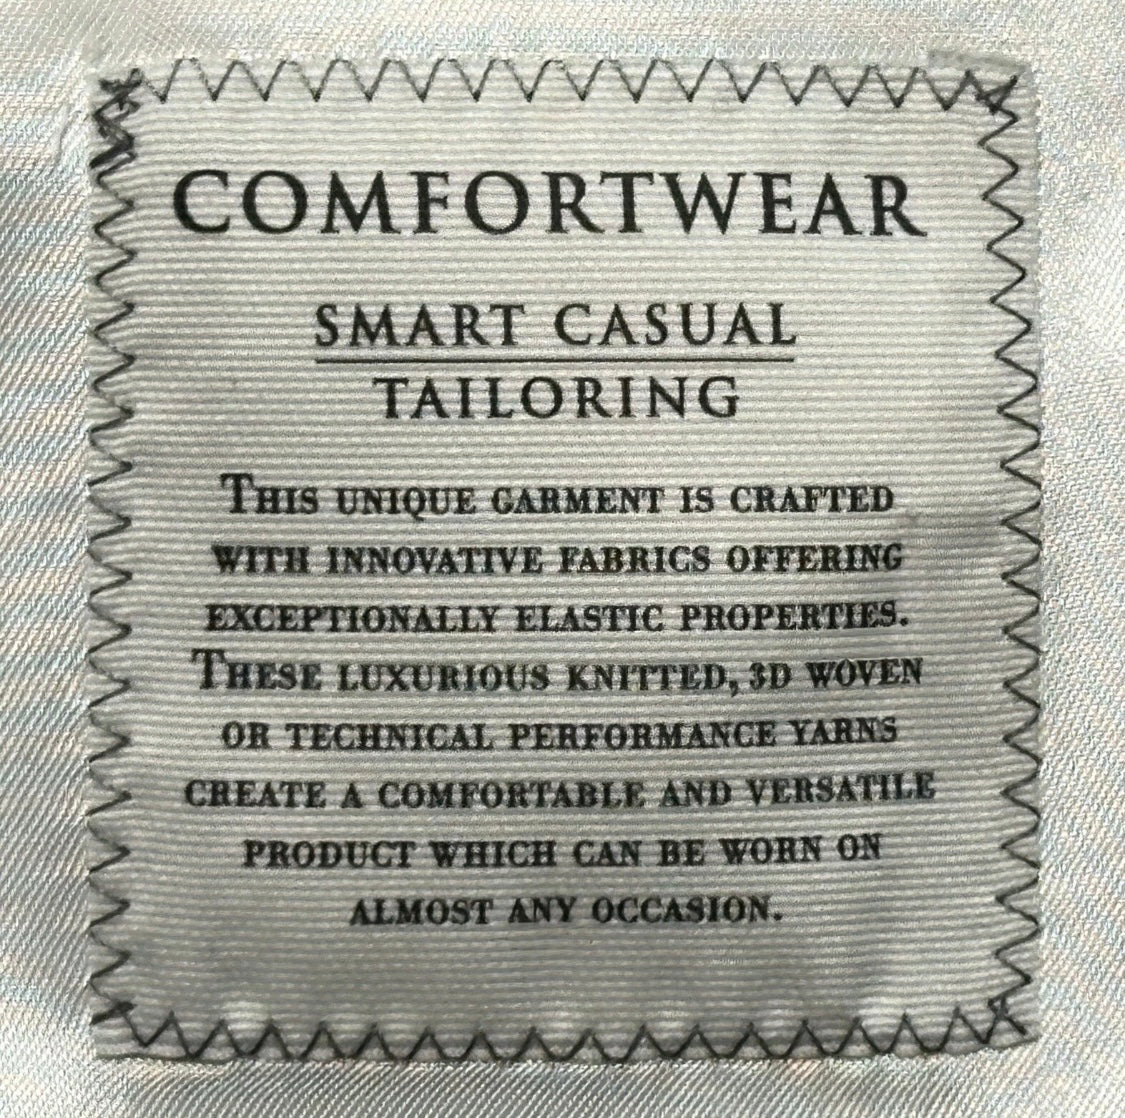 COMFORTWEAR
SMART CASUAL
TAILORING
THIS UNIQUE GARMENT IS CRAFTED
WITH INNOVATIVE FABRICS OFFERING
EXCEPTIONALLY ELASTIC PROPERTIES.
THESE LUXURIOUS KNITTED, 3D WOVEN
OR TECHNICAL PERFORMANCE YARNS
CREATE A COMFORTABLE AND VERSATILE
PRODUCT WHICH CAN BE WORN ON
ALMOST ANY OCCASION.